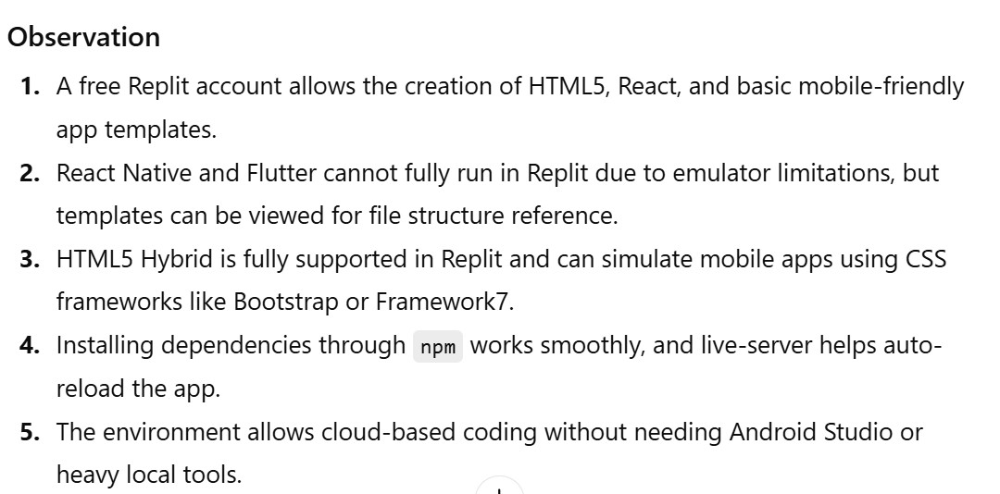 Observation
1. A free Replit account allows the creation of HTML5, React, and basic mobile-friendly
app templates.
2. React Native and Flutter cannot fully run in Replit due to emulator limitations, but
templates can be viewed for file structure reference.
3. HTML5 Hybrid is fully supported in Replit and can simulate mobile apps using CSS
frameworks like Bootstrap or Framework7.
4. Installing dependencies through npm works smoothly, and live-server helps auto-
reload the app.
5. The environment allows cloud-based coding without needing Android Studio or
heavy local tools.